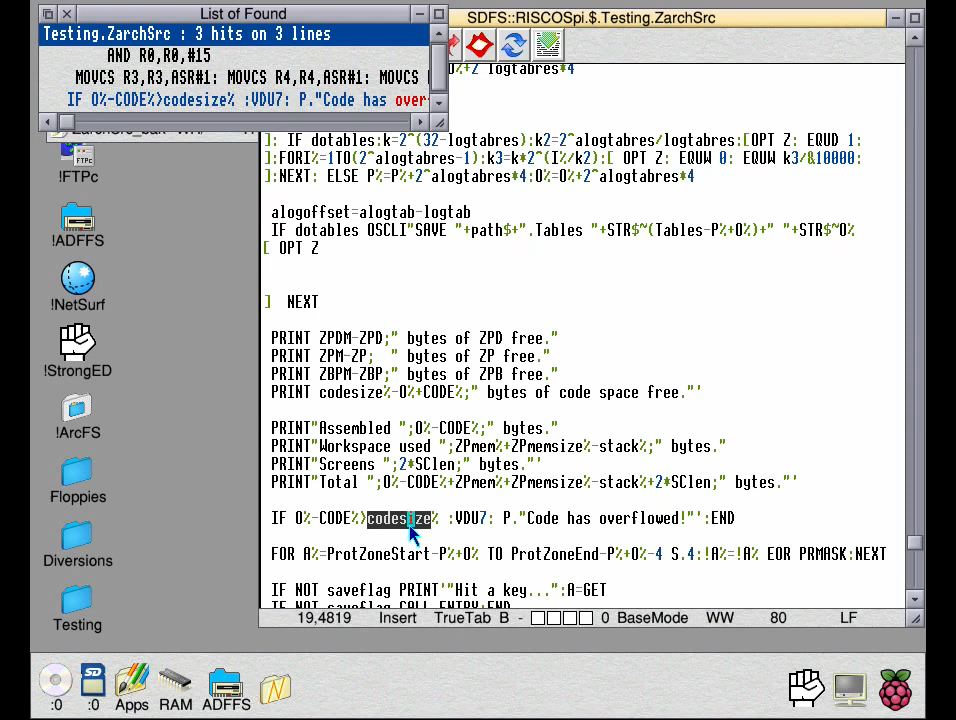 List of Found
Testing.ZarchSrc : 3 hits on 3 lines
AND R0,R0,#15
MOVCS R3,R3,ASR#1: MOVCS R4,R4,ASR#1: MOVCS
IF O%-CODE%>codesize% :VDU7: P."Code has over
SDFS::RISCOSpi.$.Testing.ZarchSrc
!FTPc
!ADFFS
!NetSurf
!StrongED
!ArcFS
Floppies
Diversions
Testing
]: IF dotables:k=2^(32-logtabres):k2=2^alogtabres/logtabres:[OPT Z: EQUD 1:
]:FORI%=1TO(2^alogtabres-1):k3=k*2^(I%/k2):[ OPT Z: EQUW 0: EQUW k3/&10000:
]:NEXT: ELSE P%=P%+2^alogtabres*4:O%=O%+2^alogtabres*4
alogoffset=alogtab-logtab
IF dotables OSCLI"SAVE "+path$+".Tables "+STR$~(Tables-P%+O%)+" "+STR$~O%
[ OPT Z
] NEXT
PRINT ZPDM-ZPD;" bytes of ZPD free."
PRINT ZPM-ZP;  " bytes of ZP free."
PRINT ZBPM-ZBP;" bytes of ZPB free."
PRINT codesize%-O%+CODE%;" bytes of code space free."'
PRINT"Assembled ";O%-CODE%;" bytes."
PRINT"Workspace used ";ZPmem%+ZPmemsize%-stack%;" bytes."
PRINT"Screens ";2*SClen;" bytes."'
PRINT"Total ";O%-CODE%+ZPmem%+ZPmemsize%-stack%+2*SClen;" bytes."'
IF O%-CODE%>codesize% :VDU7: P."Code has overflowed!"':END
FOR A%=ProtZoneStart-P%+O% TO ProtZoneEnd-P%+O%-4 S.4:!A%=!A% EOR PRMASK:NEXT
IF NOT saveflag PRINT'"Hit a key...":A=GET
IF NOT saveflag CALL ENTRY:END
19,4819 Insert TrueTab B - 0 BaseMode WW 80 LF
:0 :0 Apps RAM ADFFS